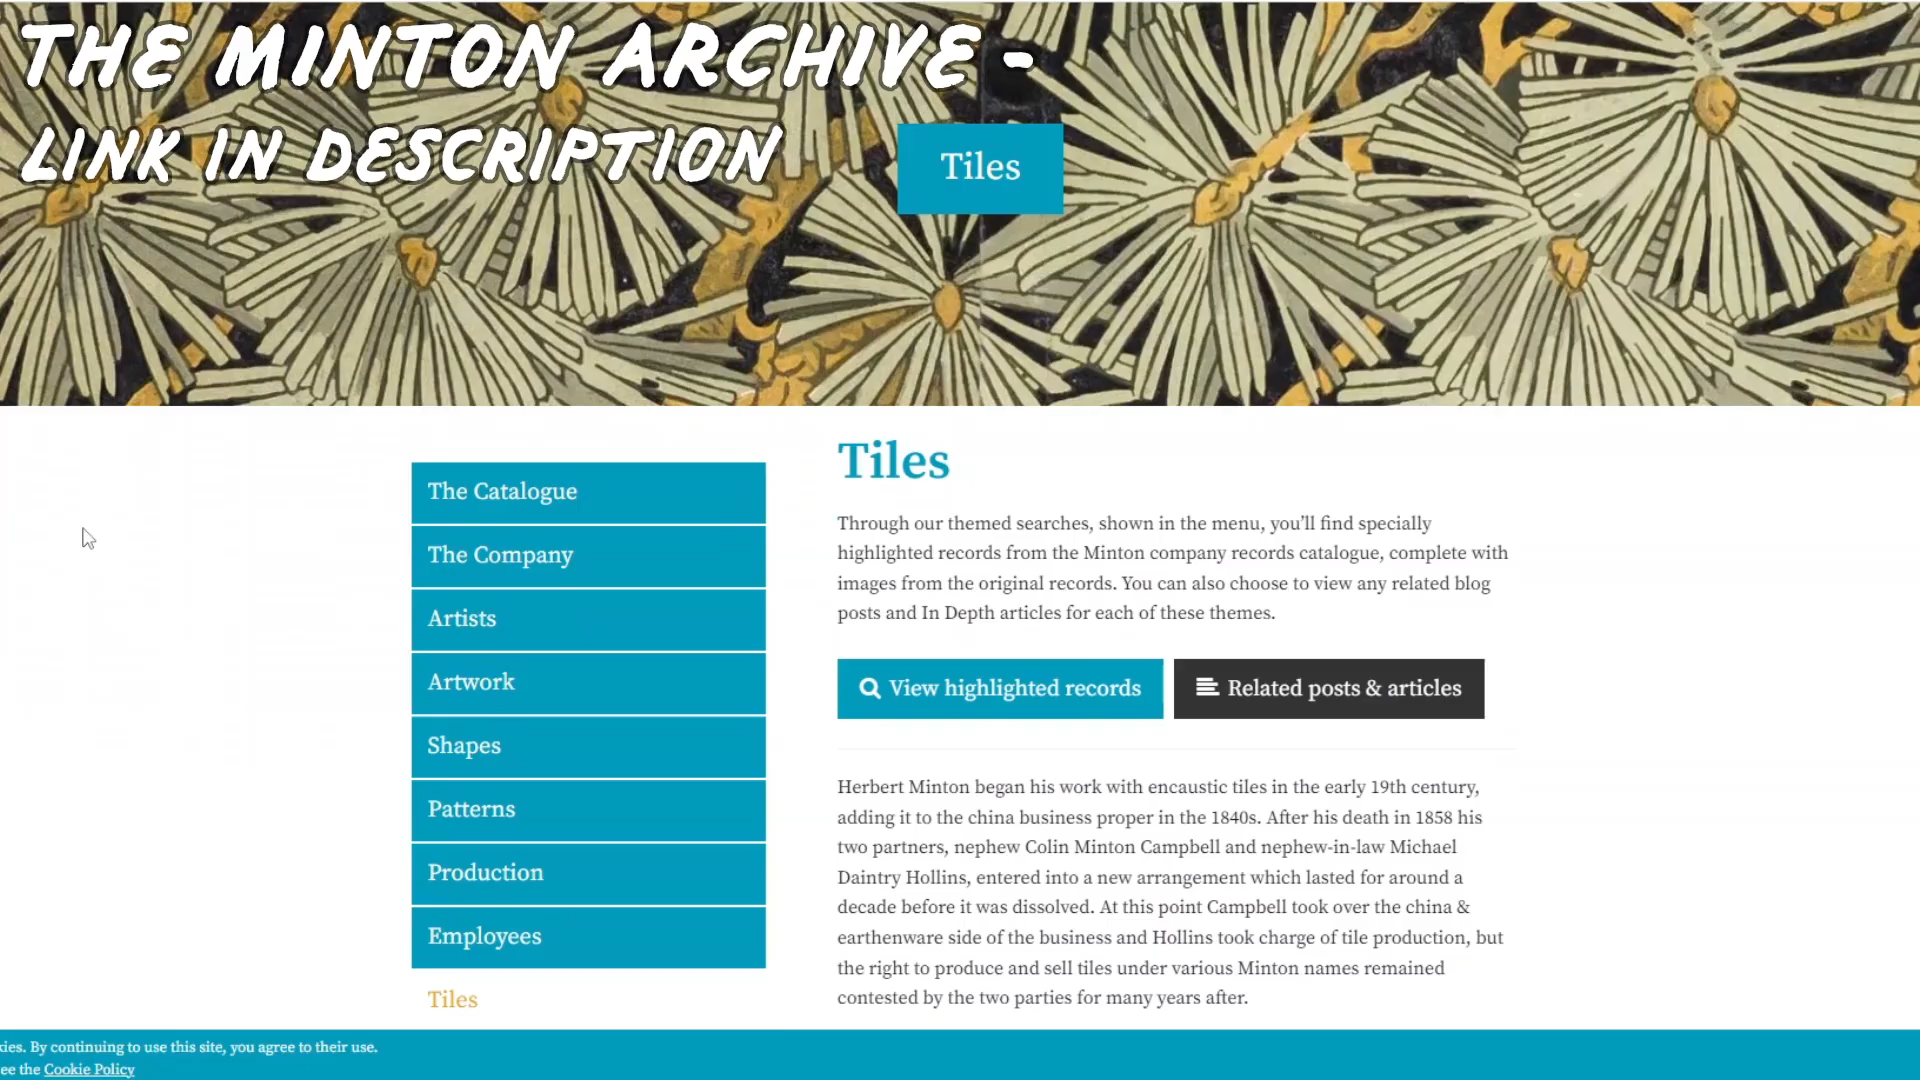 THE MINTON ARCHIVE -
LINK IN DESCRIPTION
Tiles
The Catalogue
The Company
Artists
Artwork
Shapes
Patterns
Production
Employees
Tiles
Tiles
Through our themed searches, shown in the menu, you’ll find specially
highlighted records from the Minton company records catalogue, complete with
images from the original records. You can also choose to view any related blog
posts and In Depth articles for each of these themes.
View highlighted records
Related posts & articles
Herbert Minton began his work with encaustic tiles in the early 19th century,
adding it to the china business proper in the 1840s. After his death in 1858 his
two partners, nephew Colin Minton Campbell and nephew-in-law Michael
Daintry Hollins, entered into a new arrangement which lasted for around a
decade before it was dissolved. At this point Campbell took over the china &
earthenware side of the business and Hollins took charge of tile production, but
the right to produce and sell tiles under various Minton names remained
contested by the two parties for many years after.
kies. By continuing to use this site, you agree to their use.
ee the Cookie Policy